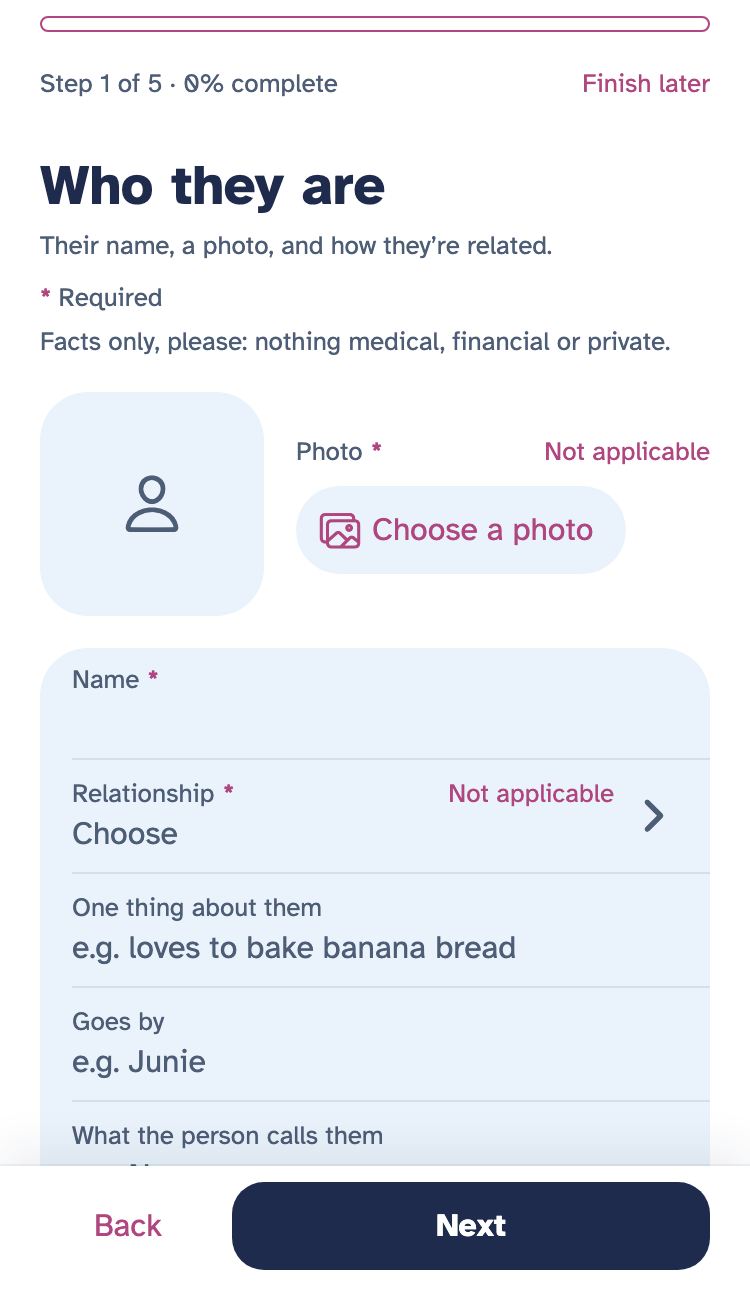 Step 1 of 5 · 0% complete
Finish later
Who they are
Their name, a photo, and how they’re related.
* Required
Facts only, please: nothing medical, financial or private.
Photo *
Not applicable
Choose a photo
Name *
Relationship *
Not applicable
Choose
One thing about them
e.g. loves to bake banana bread
Goes by
e.g. Junie
What the person calls them
Back
Next